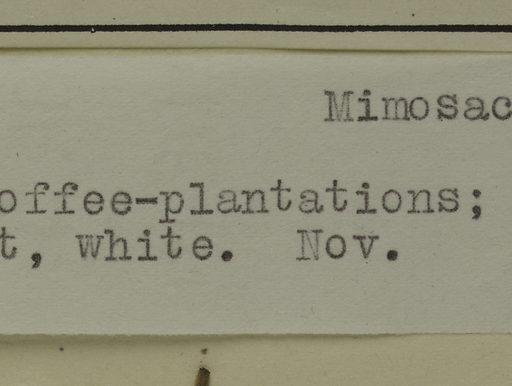 Mimosac
offee-plantations;
t, white. Nov.